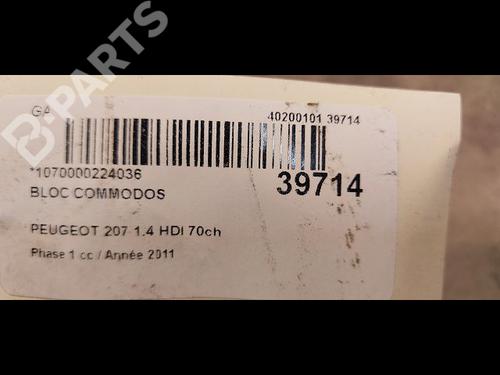 B-PARTS
GA
40200101 39714
*1070000224036
39714
BLOC COMMODOS
PEUGEOT 207 1.4 HDI 70ch
Phase 1 cc / Année 2011